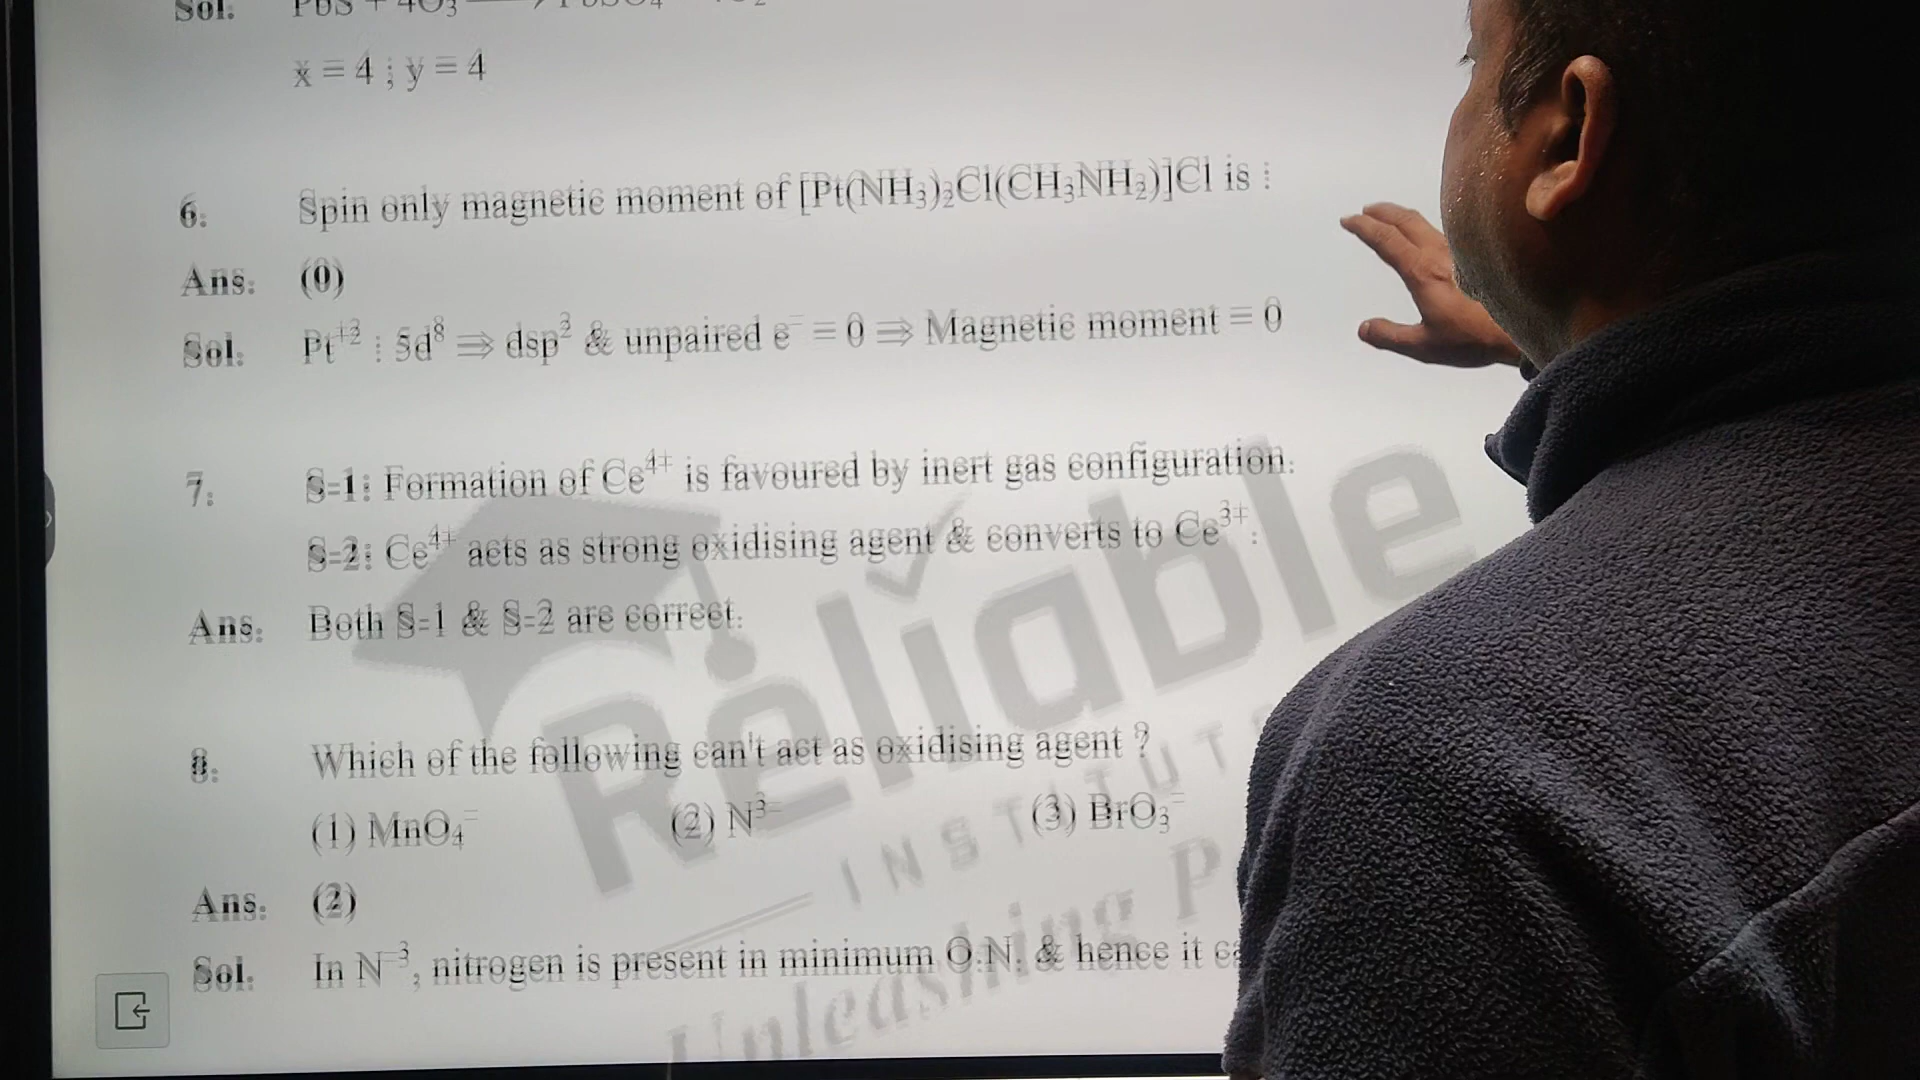 Sol. PbS + 4O₃ ⟶ PbSO₄
x = 4 ; y = 4
6. Spin only magnetic moment of [Pt(NH₃)₂Cl(CH₃NH₂)]Cl is :
Ans. (0)
Sol. Pt⁺² : 5d⁸ ⇒ dsp² & unpaired e⁻ = 0 ⇒ Magnetic moment = 0
7. S-1: Formation of Ce⁴⁺ is favoured by inert gas configuration.
S-2: Ce⁴⁺ acts as strong oxidising agent & converts to Ce³⁺.
Ans. Both S-1 & S-2 are correct.
8. Which of the following can't act as oxidising agent ?
(1) MnO₄⁻ (2) N³⁻ (3) BrO₃⁻
Ans. (2)
Sol. In N⁻³, nitrogen is present in minimum O.N. & hence it
Reliable
INSTITUT
Unleashing P